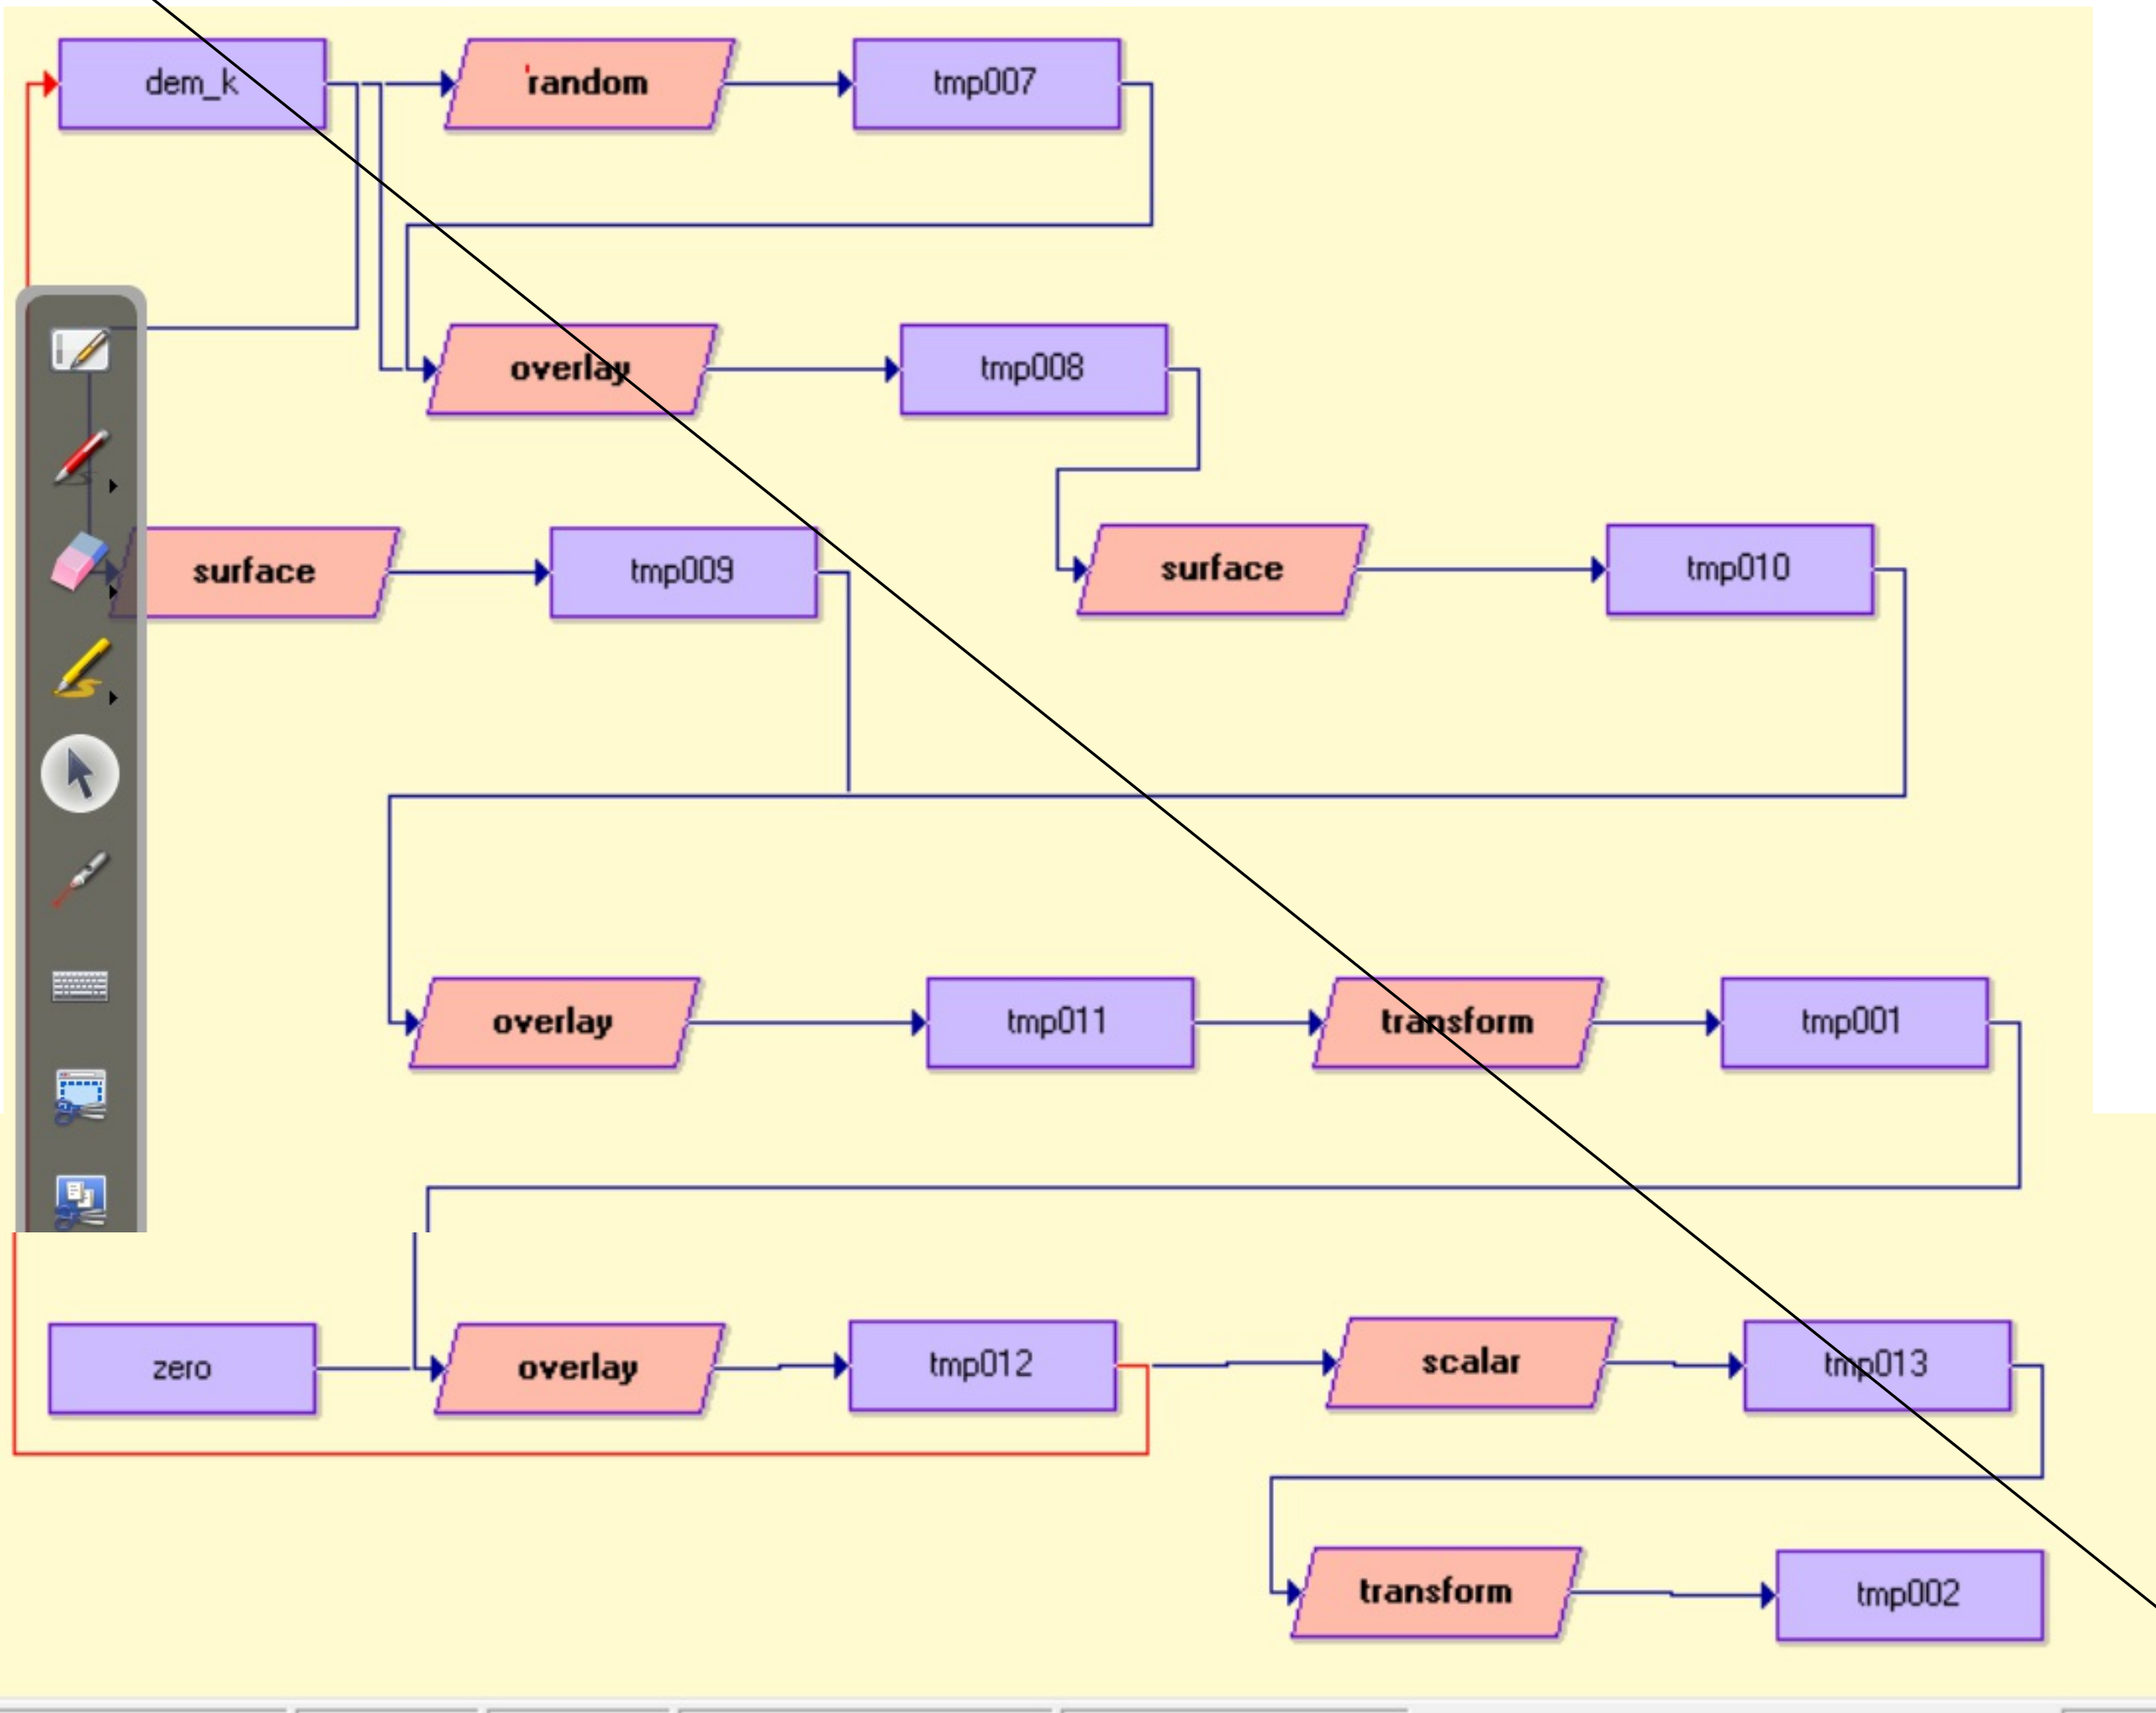 dem_k random tmp007
overlay tmp008
surface tmp009 surface tmp010
overlay tmp011 transform tmp001
zero overlay tmp012 scalar tmp013
transform tmp002